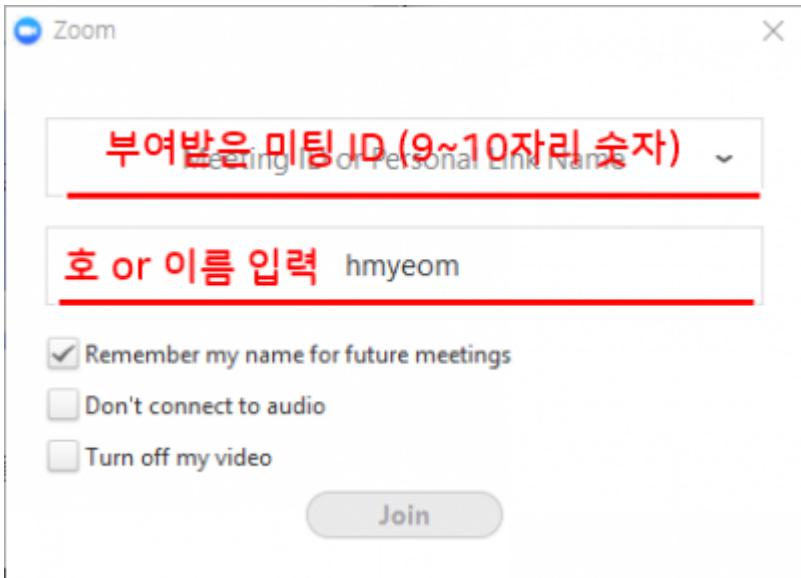 Zoom
부여받은 미팅 ID (9~10자리 숫자)
Meeting ID or Personal Link Name
호 or 이름 입력 hmyeom
Remember my name for future meetings
Don't connect to audio
Turn off my video
Join